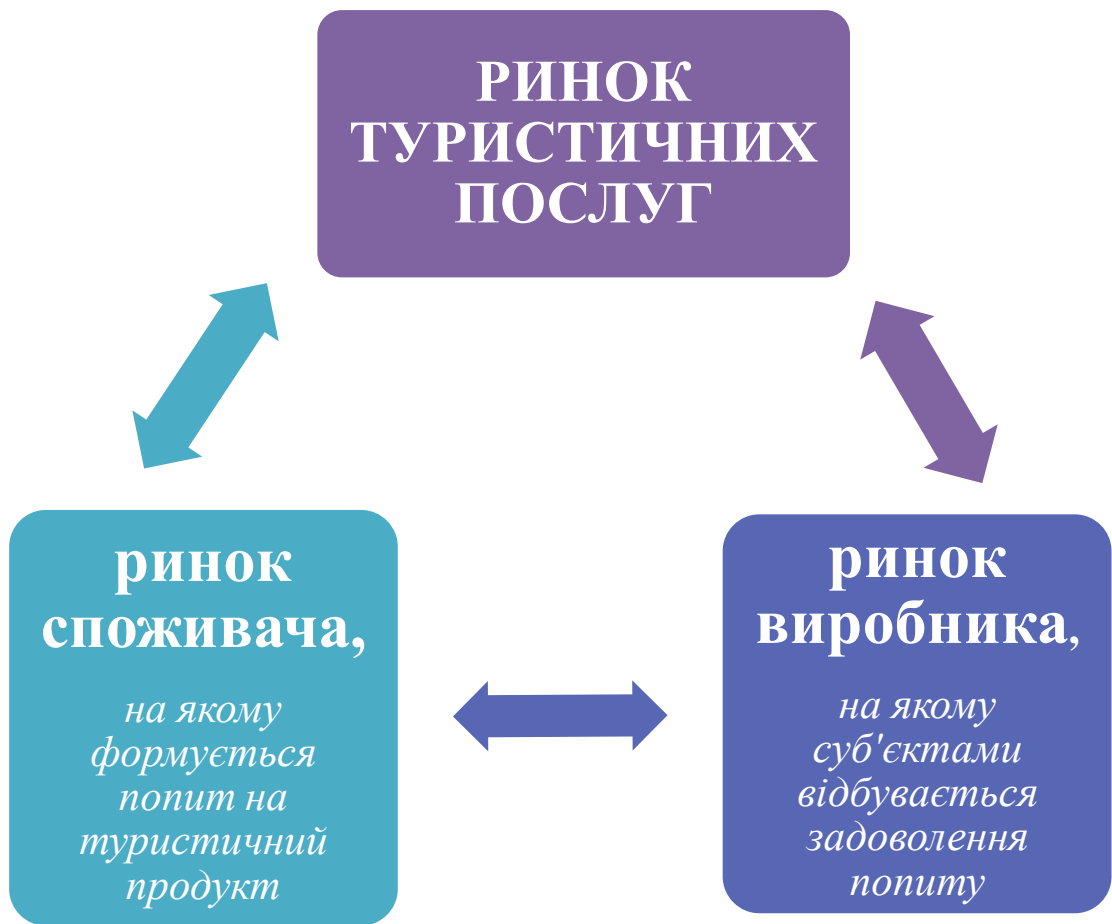 РИНОК
ТУРИСТИЧНИХ
ПОСЛУГ
ринок
споживача,
на якому
формується
попит на
туристичний
продукт
ринок
виробника,
на якому
суб'єктами
відбувається
задоволення
попиту